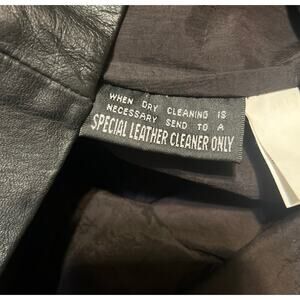 WHEN DRY CLEANING IS
NECESSARY SEND TO A
SPECIAL LEATHER CLEANER ONLY